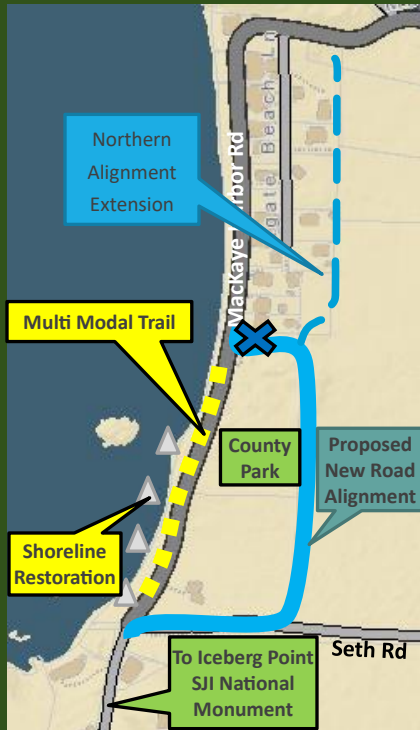 Northern
Alignment
Extension
Mackaye
Harbor Rd
Beach Ln
Multi Modal Trail
County
Park
Proposed
New Road
Alignment
Shoreline
Restoration
Seth Rd
To Iceberg Point
SJI National
Monument